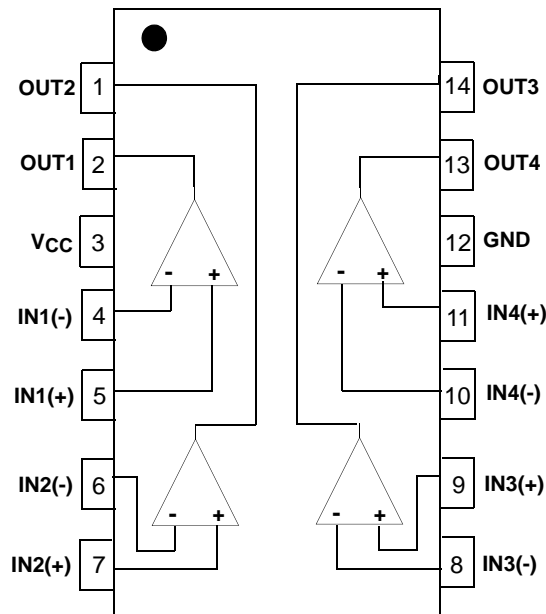 OUT2 1 14 OUT3
OUT1 2 13 OUT4
VCC 3 12 GND
- + - +
IN1(-) 4 11 IN4(+)
IN1(+) 5 10 IN4(-)
IN2(-) 6 9 IN3(+)
- + - +
IN2(+) 7 8 IN3(-)